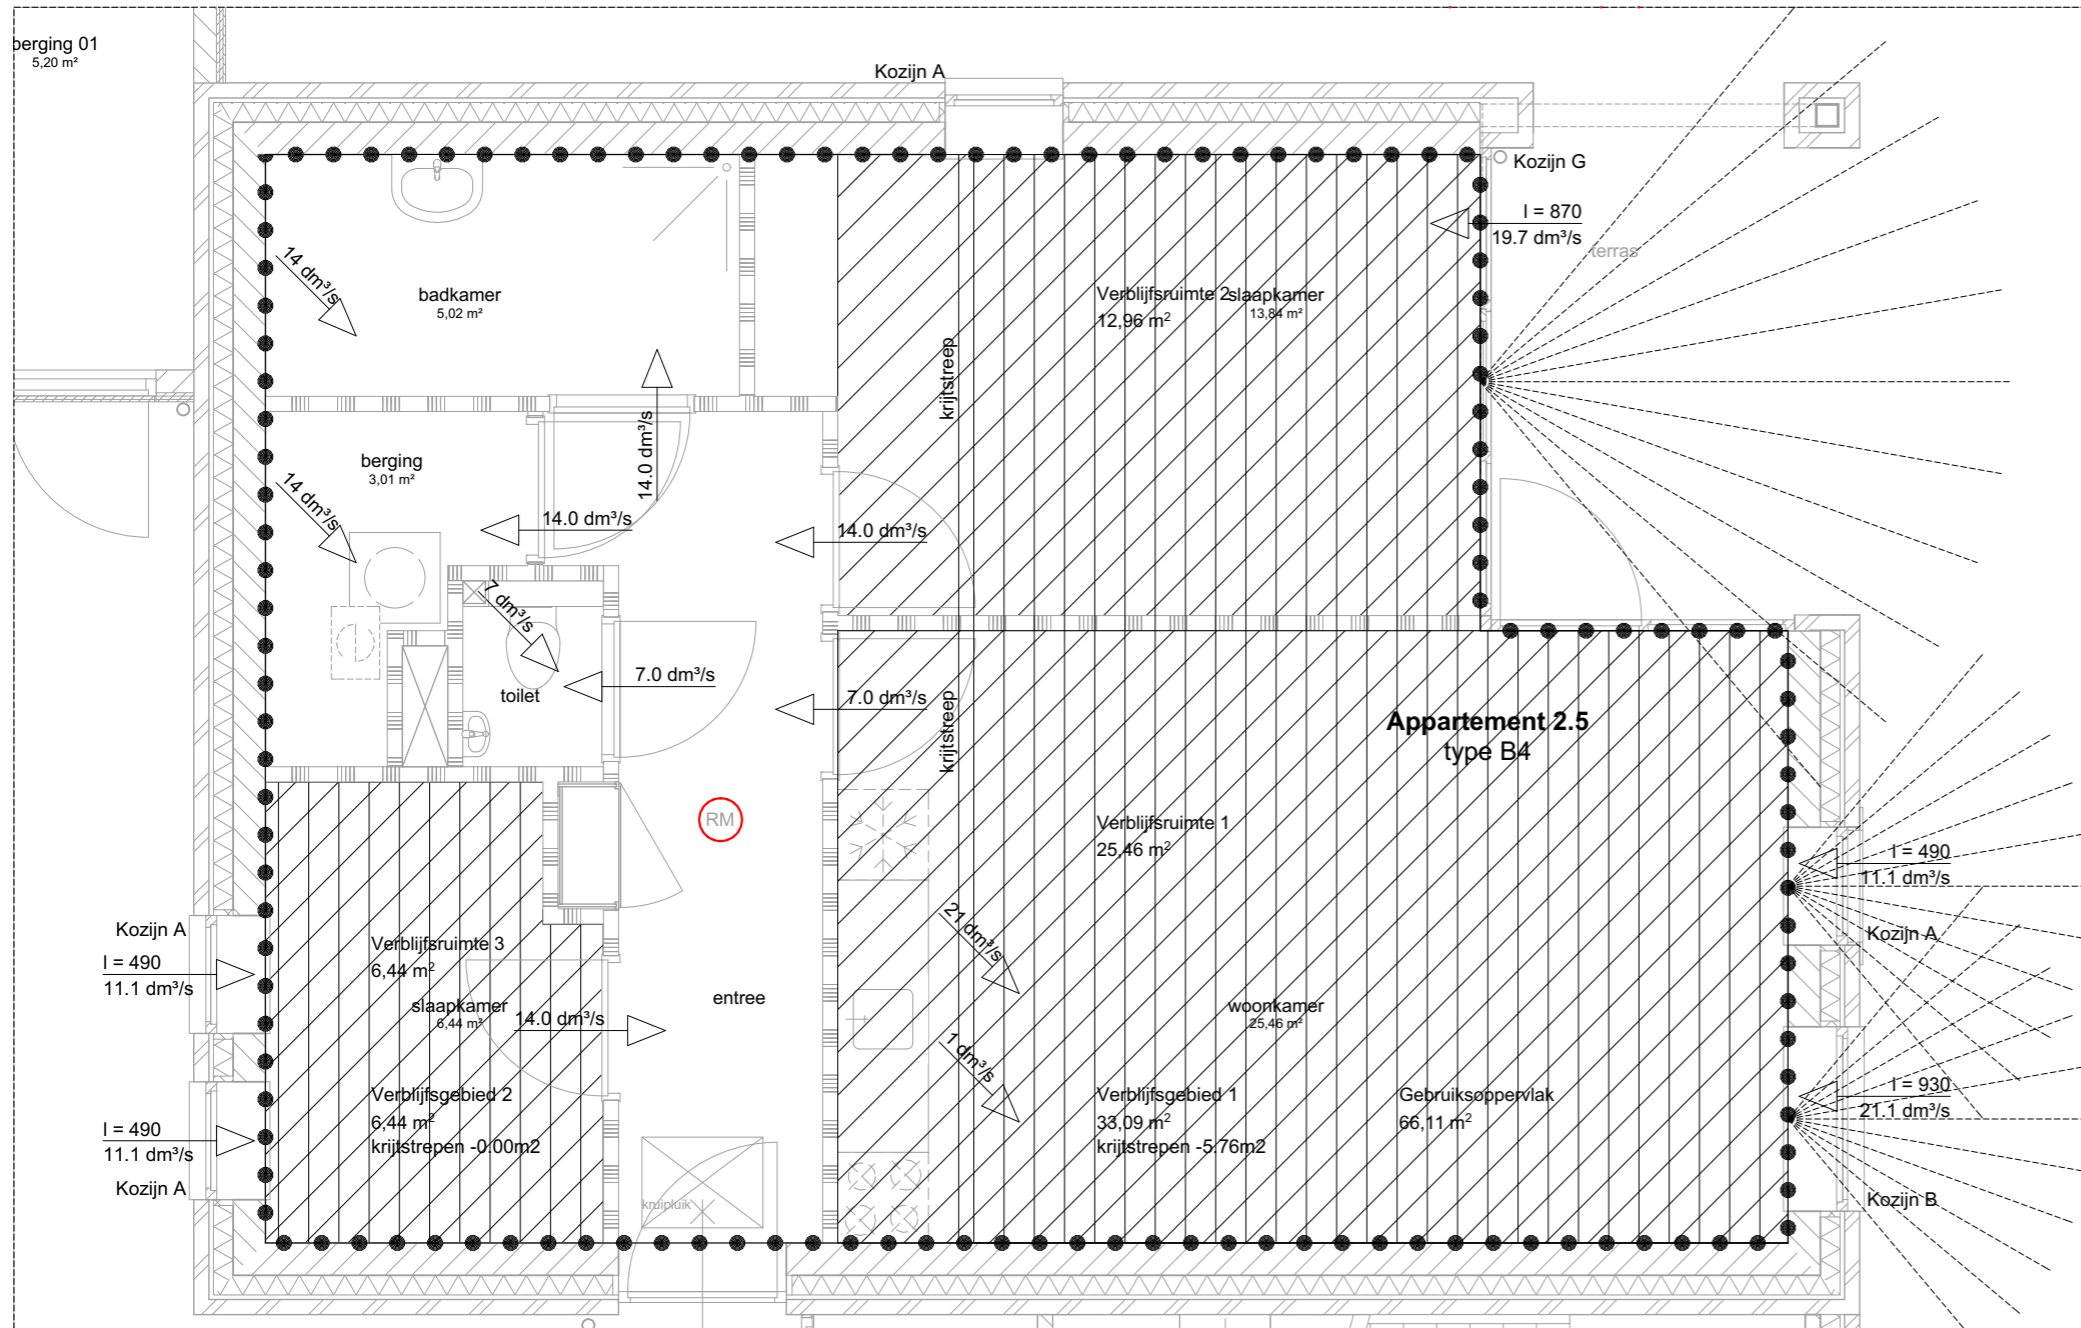 berging 01
5,20 m²
Kozijn A
Kozijn G
l = 870
19.7 dm³/s
terras
14 dm³/s
badkamer
5,02 m²
Verblijfsruimte 2
12,96 m²
slaapkamer
13,84 m²
krijtstreep
14.0 dm³/s
berging
3,01 m²
14 dm³/s
14.0 dm³/s
14.0 dm³/s
7 dm³/s
toilet
7.0 dm³/s
7.0 dm³/s
krijtstreep
Appartement 2.5
type B4
RM
Verblijfsruimte 1
25,46 m²
l = 490
11.1 dm³/s
Kozijn A
Kozijn A
l = 490
11.1 dm³/s
Verblijfsruimte 3
6,44 m²
slaapkamer
6,44 m²
14.0 dm³/s
entree
21 dm³/s
woonkamer
25,46 m²
1 dm³/s
Verblijfsgebied 2
6,44 m²
krijtstrepen -0.00m2
Verblijfsgebied 1
33,09 m²
krijtstrepen -5.76m2
Gebruiksoppervlak
66,11 m²
l = 930
21.1 dm³/s
Kozijn B
l = 490
11.1 dm³/s
Kozijn A
kruipluik